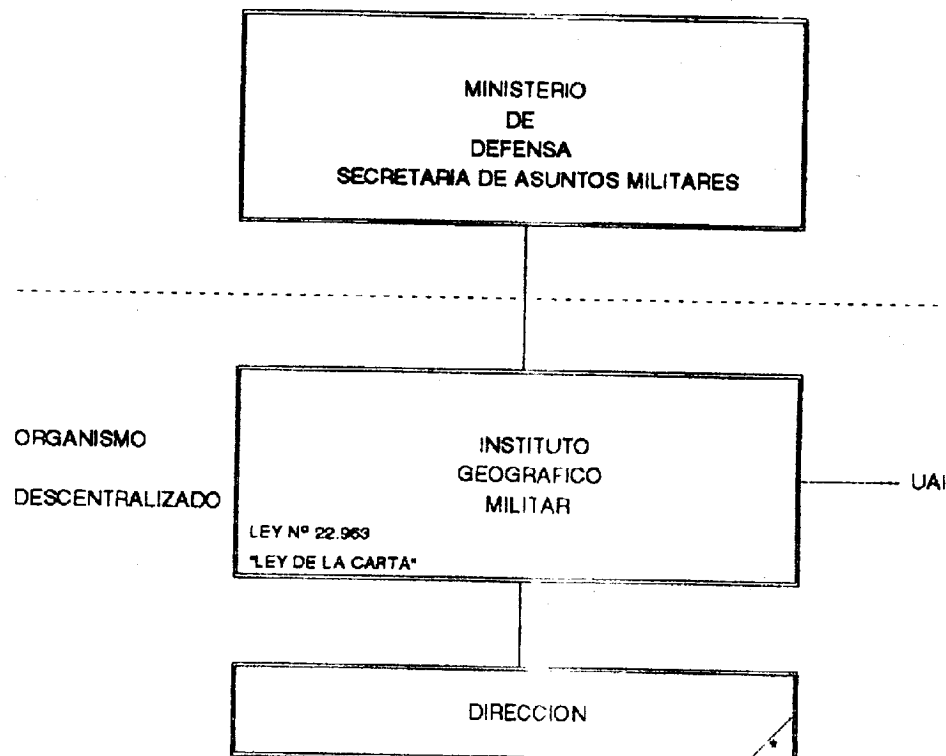 MINISTERIO
DE
DEFENSA
SECRETARIA DE ASUNTOS MILITARES
ORGANISMO
DESCENTRALIZADO
INSTITUTO
GEOGRAFICO
MILITAR
LEY Nº 22.963
"LEY DE LA CARTA"
UAI
DIRECCION
*